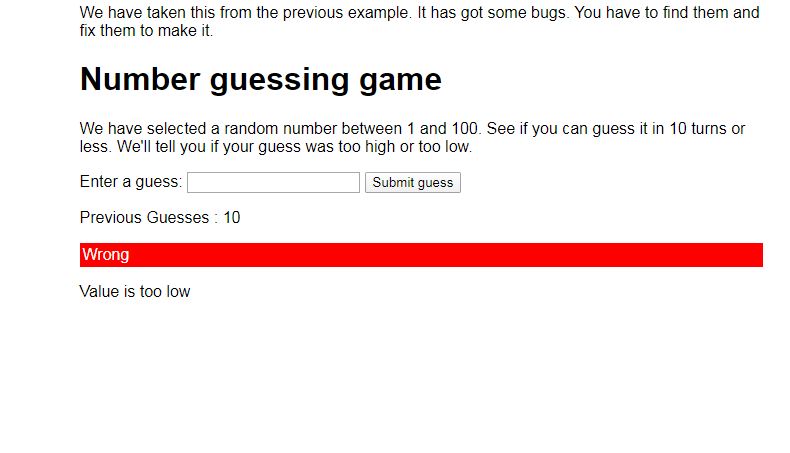 We have taken this from the previous example. It has got some bugs. You have to find them and
fix them to make it.
Number guessing game
We have selected a random number between 1 and 100. See if you can guess it in 10 turns or
less. We'll tell you if your guess was too high or too low.
Enter a guess: Submit guess
Previous Guesses : 10
Wrong
Value is too low